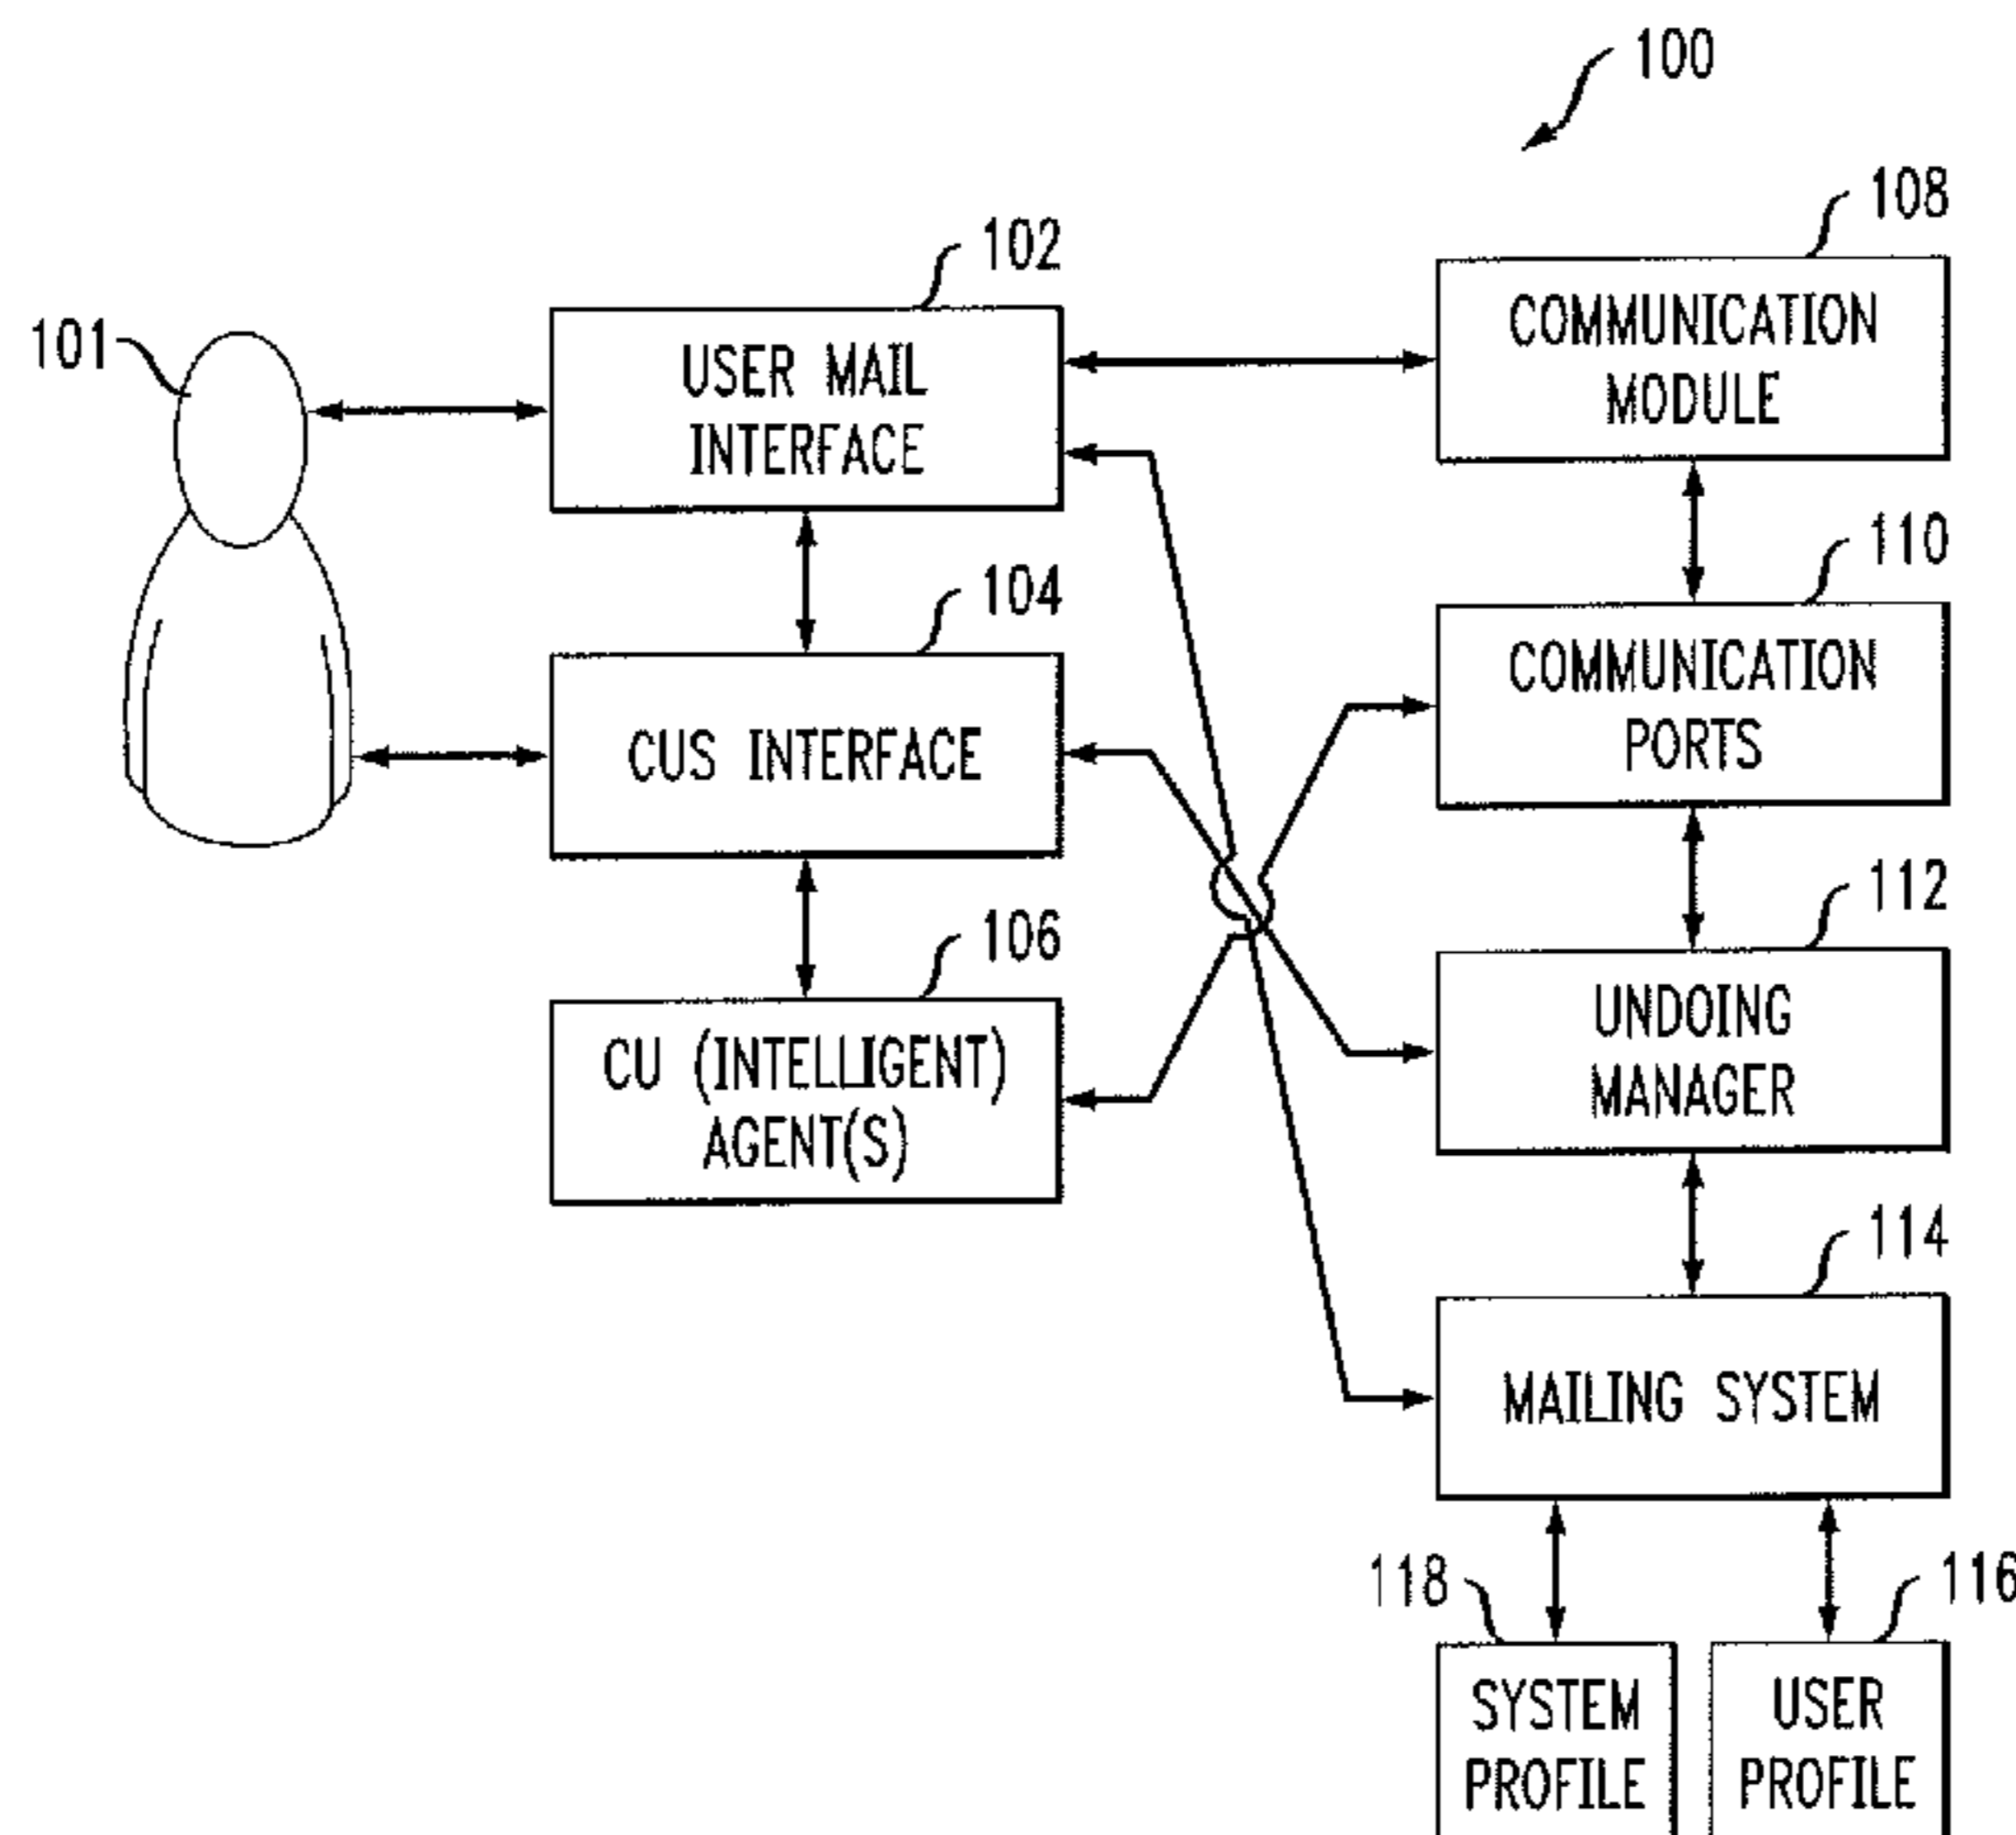 100
108
102
101
COMMUNICATION
MODULE
USER MAIL
INTERFACE
110
104
COMMUNICATION
PORTS
CUS INTERFACE
112
106
UNDOING
MANAGER
CU (INTELLIGENT)
AGENT(S)
114
MAILING SYSTEM
118
116
SYSTEM
PROFILE
USER
PROFILE